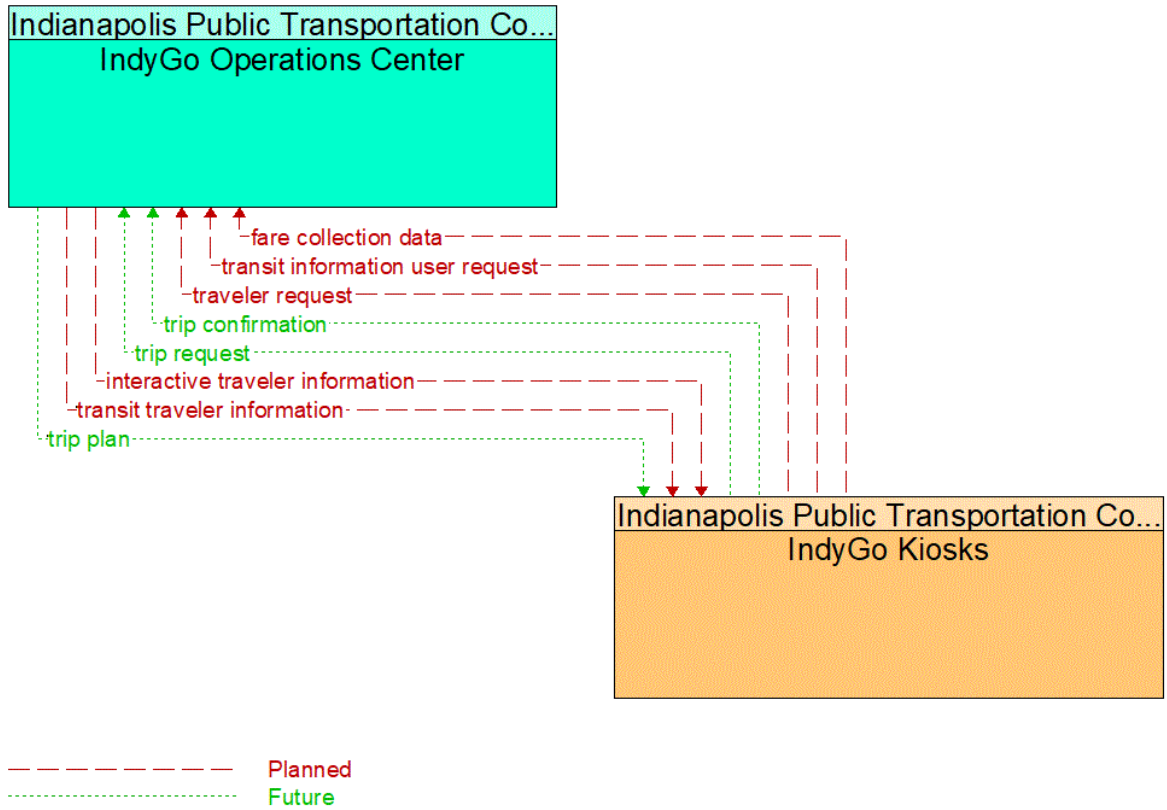 Indianapolis Public Transportation Co...
IndyGo Operations Center
fare collection data
transit information user request
traveler request
trip confirmation
trip request
interactive traveler information
transit traveler information
trip plan
Indianapolis Public Transportation Co...
IndyGo Kiosks
Planned
Future